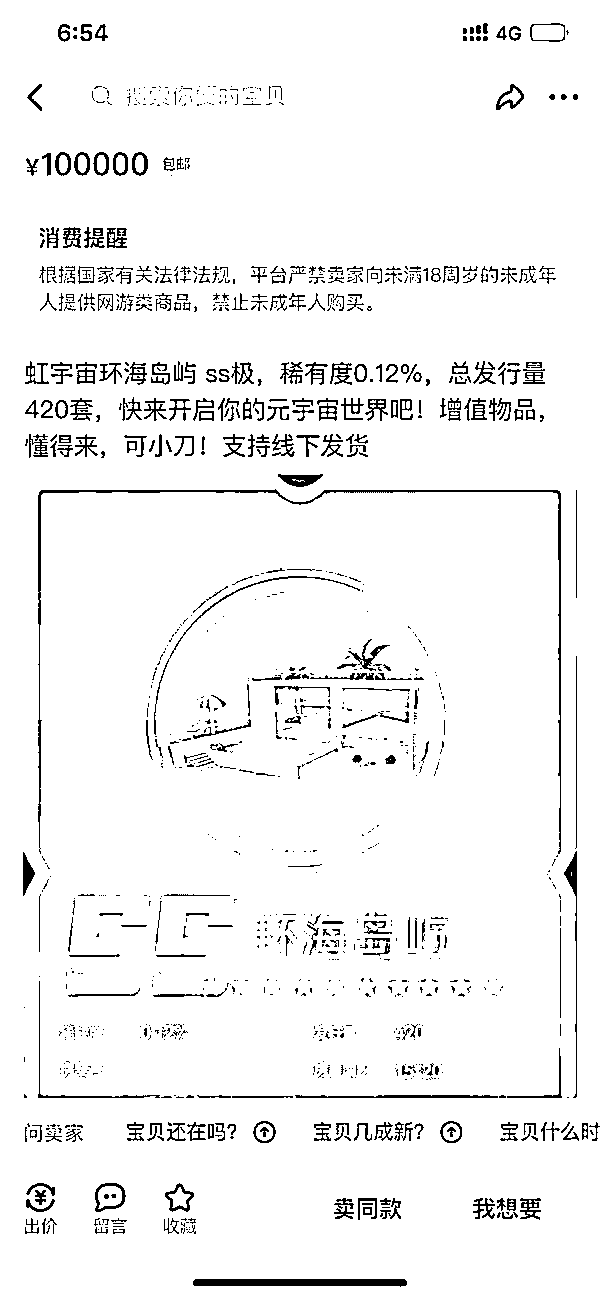 6:54
4G
搜索你要的宝贝
¥100000 包邮
消费提醒
根据国家有关法律法规，平台严禁卖家向未满18周岁的未成年
人提供网游类商品，禁止未成年人购买。
虹宇宙环海岛屿 ss极，稀有度0.12%，总发行量
420套，快来开启你的元宇宙世界吧！增值物品，
懂得来，可小刀！支持线下发货
SS 环海岛屿
420
问卖家 宝贝还在吗？ 宝贝几成新？ 宝贝什么时
出价 留言 收藏 卖同款 我想要